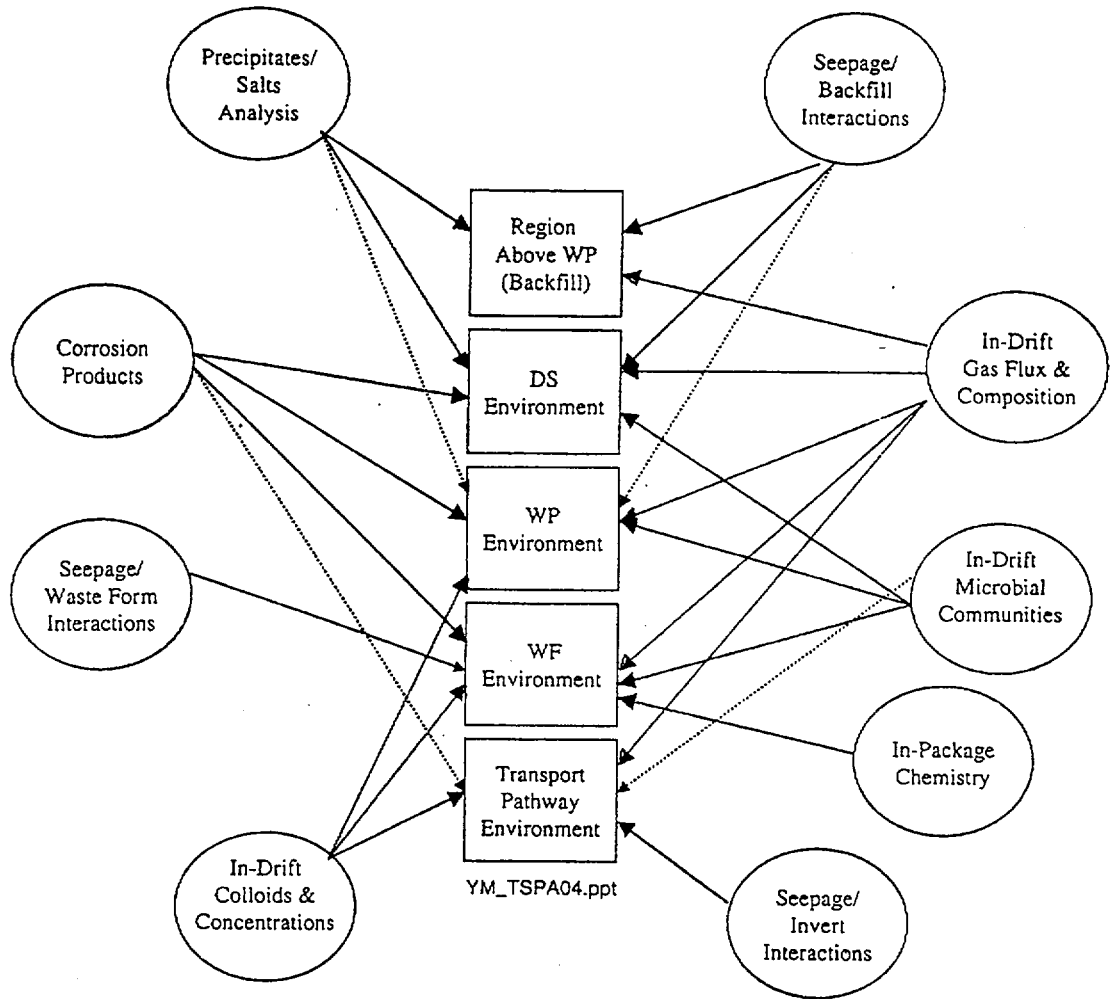 Precipitates/
Salts
Analysis
Seepage/
Backfill
Interactions
Region
Above WP
(Backfill)
Corrosion
Products
DS
Environment
In-Drift
Gas Flux &
Composition
WP
Environment
Seepage/
Waste Form
Interactions
In-Drift
Microbial
Communities
WF
Environment
In-Package
Chemistry
Transport
Pathway
Environment
In-Drift
Colloids &
Concentrations
YM_TSPA04.ppt
Seepage/
Invert
Interactions